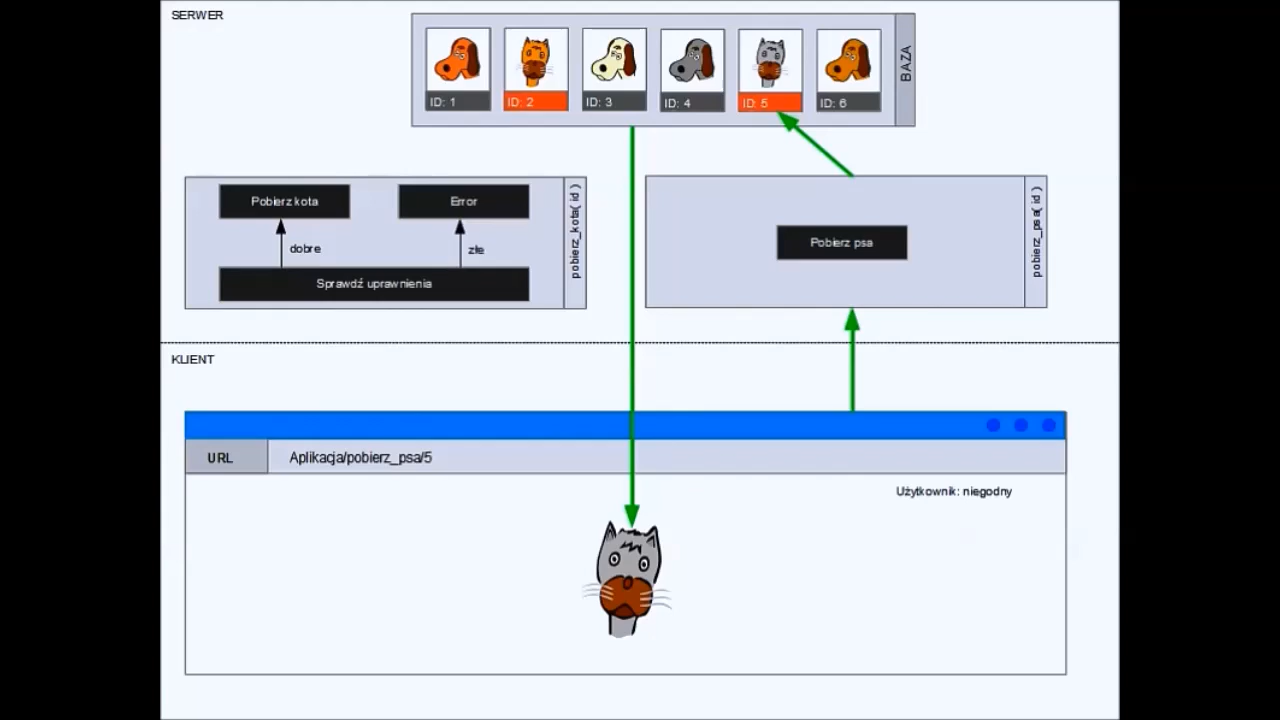 SERWER
ID: 1
ID: 2
ID: 3
ID: 4
ID: 5
ID: 6
BAZA
Pobierz kota
Error
dobre
złe
Sprawdź uprawnienia
pobierz_kota( id )
Pobierz psa
pobierz_psa( id )
KLIENT
URL
Aplikacja/pobierz_psa/5
Użytkownik: niegodny